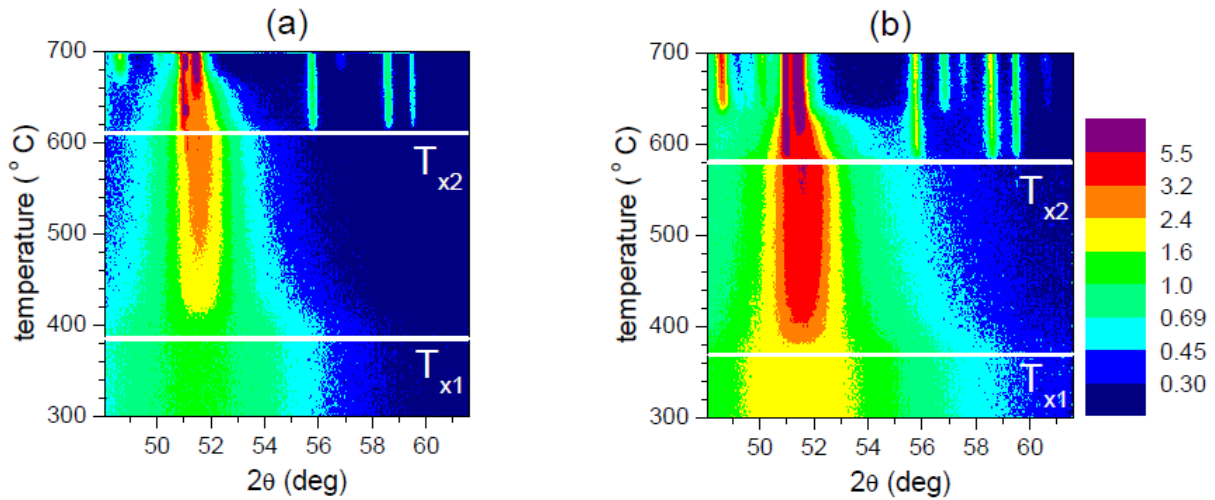 (a)
(b)
700
600
500
400
300
temperature (°C)
T x2
T x1
50 52 54 56 58 60
2θ (deg)
700
600
500
400
300
temperature (°C)
T x2
T x1
50 52 54 56 58 60
2θ (deg)
5.5
3.2
2.4
1.6
1.0
0.69
0.45
0.30